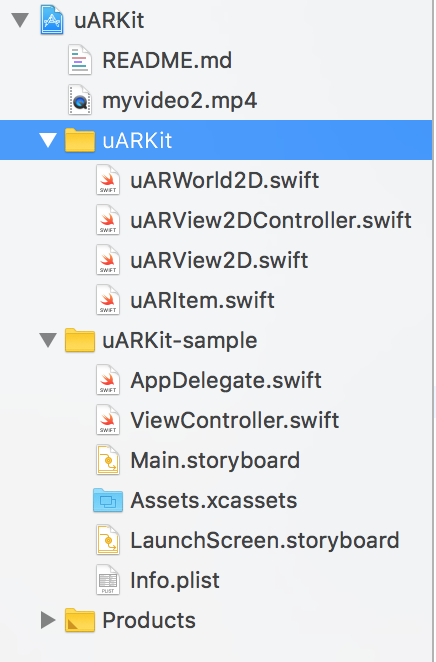 uARKit
README.md
myvideo2.mp4
uARKit
uARWorld2D.swift
uARView2DController.swift
uARView2D.swift
uARItem.swift
uARKit-sample
AppDelegate.swift
ViewController.swift
Main.storyboard
Assets.xcassets
LaunchScreen.storyboard
Info.plist
Products